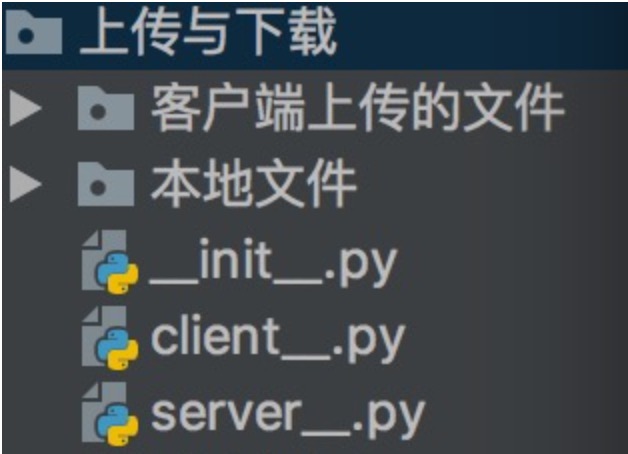 上传与下载
客户端上传的文件
本地文件
__init__.py
client__.py
server__.py